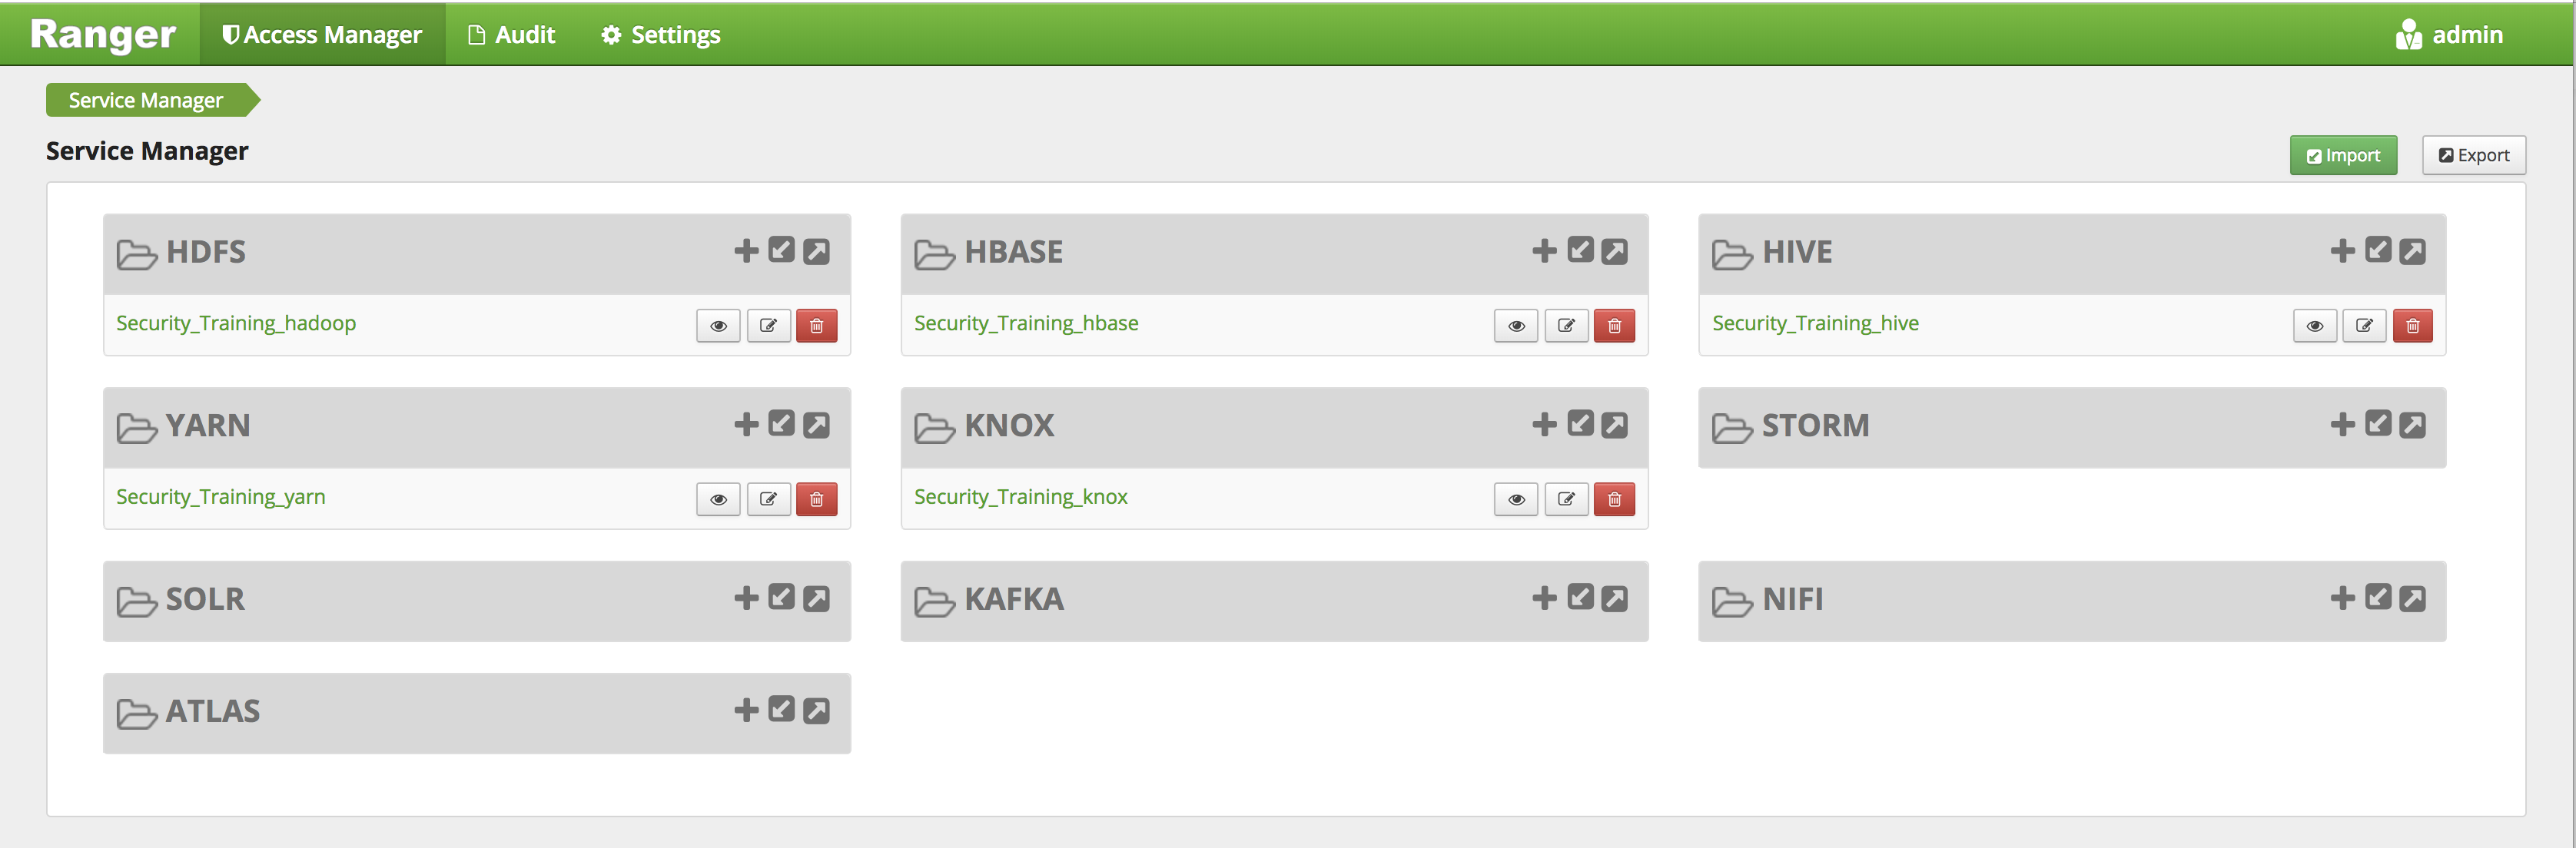 Ranger Access Manager Audit Settings admin
Service Manager
Service Manager Import Export
HDFS HBASE HIVE
Security_Training_hadoop Security_Training_hbase Security_Training_hive
YARN KNOX STORM
Security_Training_yarn Security_Training_knox
SOLR KAFKA NIFI
ATLAS